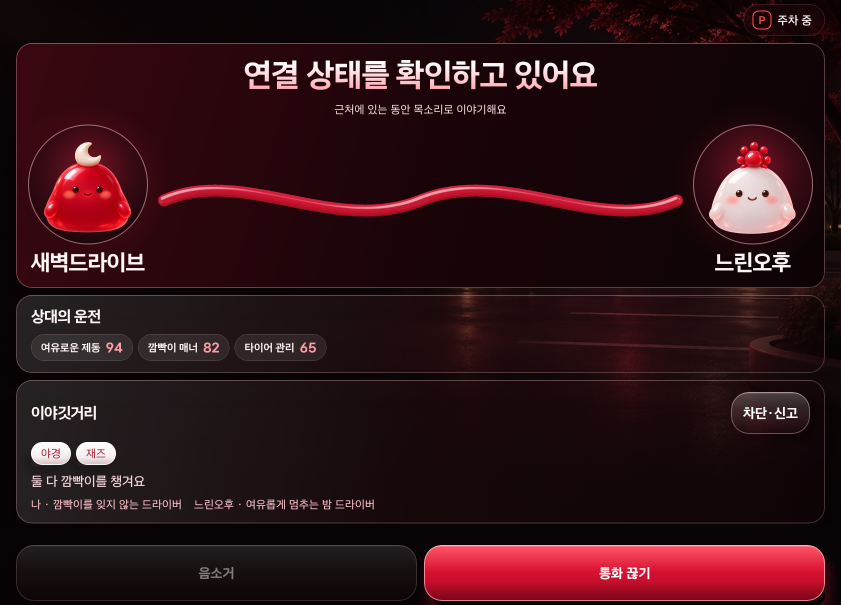 P 주차 중
연결 상태를 확인하고 있어요
근처에 있는 동안 목소리로 이야기해요
새벽드라이브
느린오후
상대의 운전
여유로운 제동 94 깜빡이 매너 82 타이어 관리 65
이야깃거리
차단·신고
야경 재즈
둘 다 깜빡이를 챙겨요
나 · 깜빡이를 잊지 않는 드라이버 느린오후 · 여유롭게 멈추는 밤 드라이버
음소거
통화 끊기